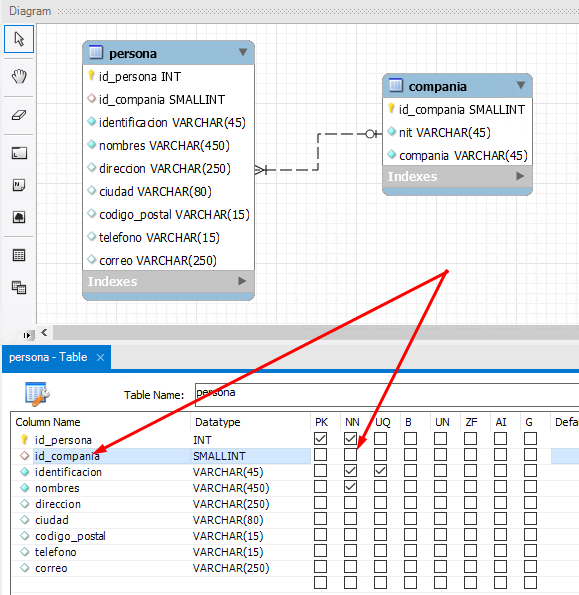 Diagram
persona
id_persona INT
id_compania SMALLINT
identificacion VARCHAR(45)
nombres VARCHAR(450)
direccion VARCHAR(250)
ciudad VARCHAR(80)
codigo_postal VARCHAR(15)
telefono VARCHAR(15)
correo VARCHAR(250)
Indexes
compania
id_compania SMALLINT
nit VARCHAR(45)
compania VARCHAR(45)
Indexes
persona - Table
Table Name: persona
Column Name Datatype PK NN UQ B UN ZF AI G Defau
id_persona INT
id_compania SMALLINT
identificacion VARCHAR(45)
nombres VARCHAR(450)
direccion VARCHAR(250)
ciudad VARCHAR(80)
codigo_postal VARCHAR(15)
telefono VARCHAR(15)
correo VARCHAR(250)